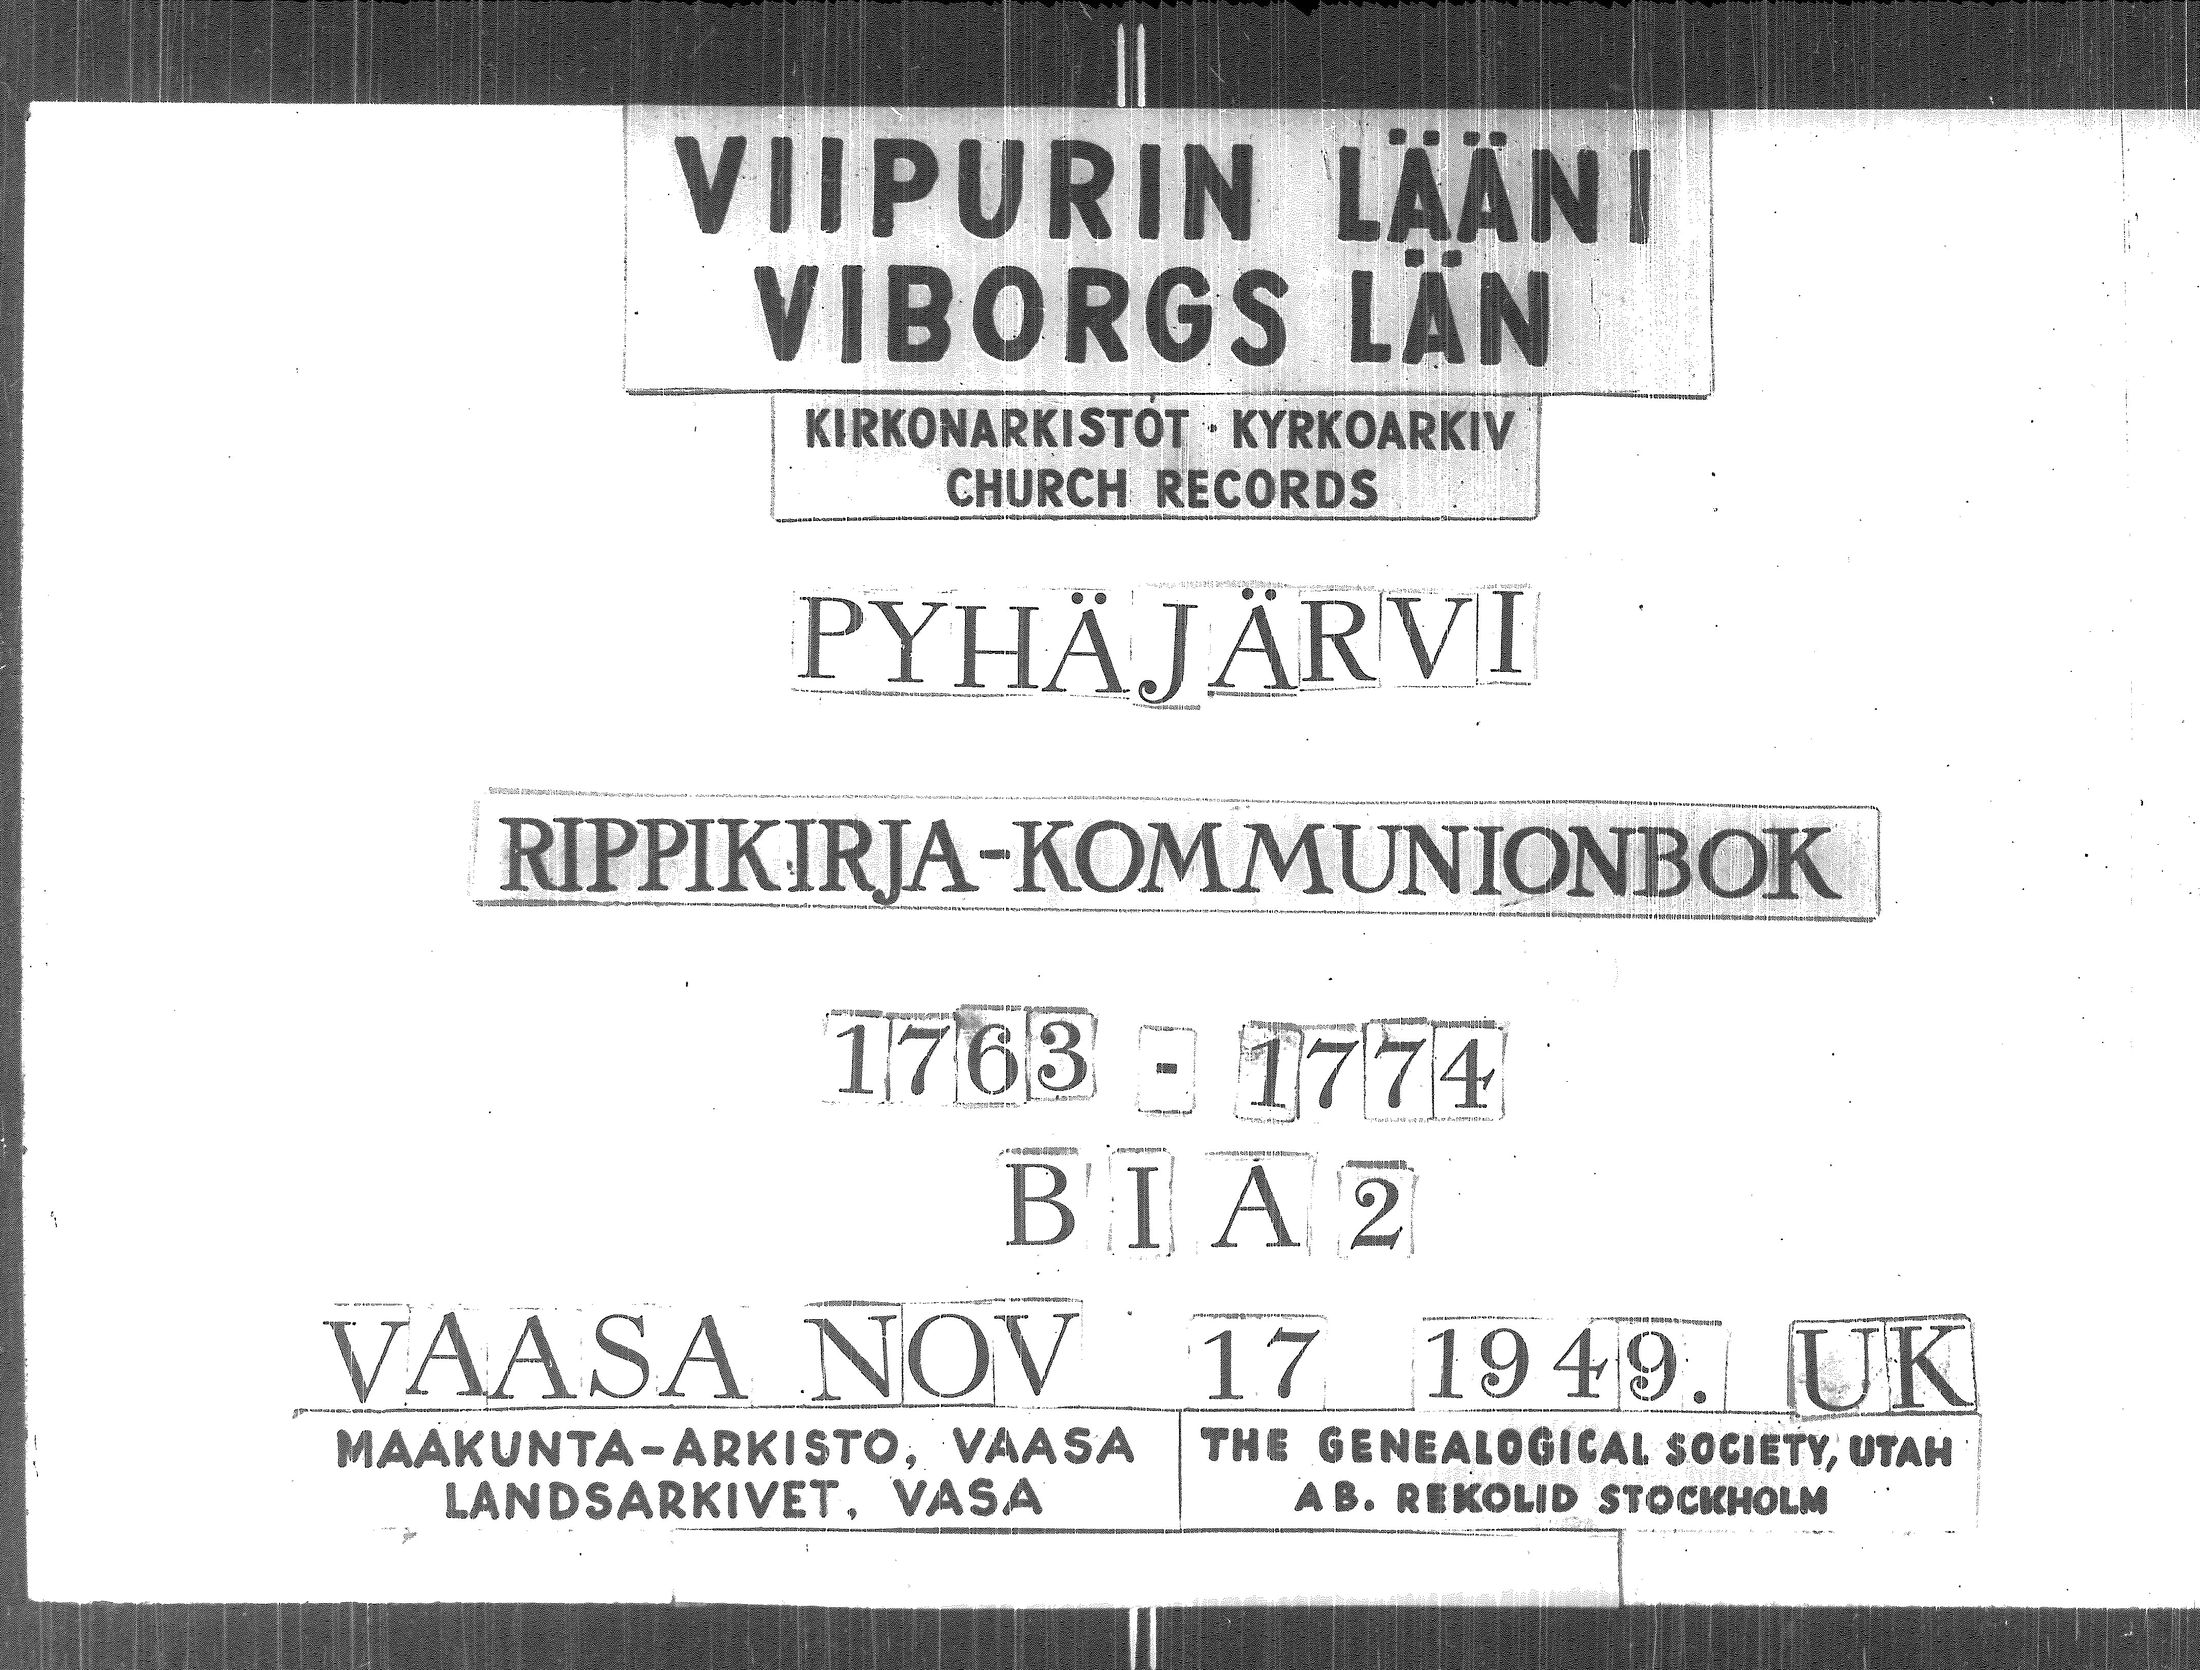 VIIPURIN LÄÄNI
VIBORGS LÄN
KIRKONARKISTOT · KYRKOARKIV
CHURCH RECORDS
PYHÄJÄRVI
RIPPIKIRJA-KOMMUNIONBOK
1763 - 1774
B I A 2
VAASA NOV 17 1949. UK
MAAKUNTA-ARKISTO, VAASA
LANDSARKIVET, VASA
THE GENEALOGICAL SOCIETY, UTAH
AB. REKOLID STOCKHOLM